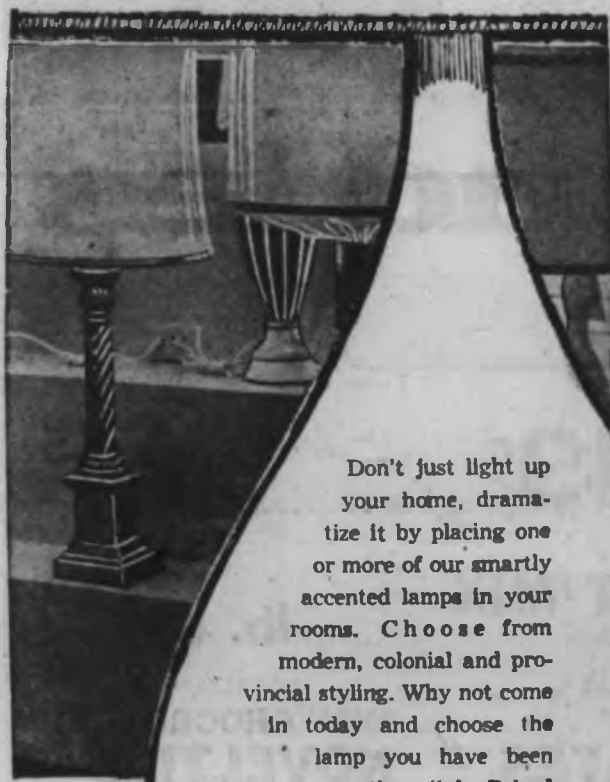 Don't just light up
your home, drama-
tize it by placing one
or more of our smartly
accented lamps in your
rooms. Choose from
modern, colonial and pro-
vincial styling. Why not come
in today and choose the
lamp you have been